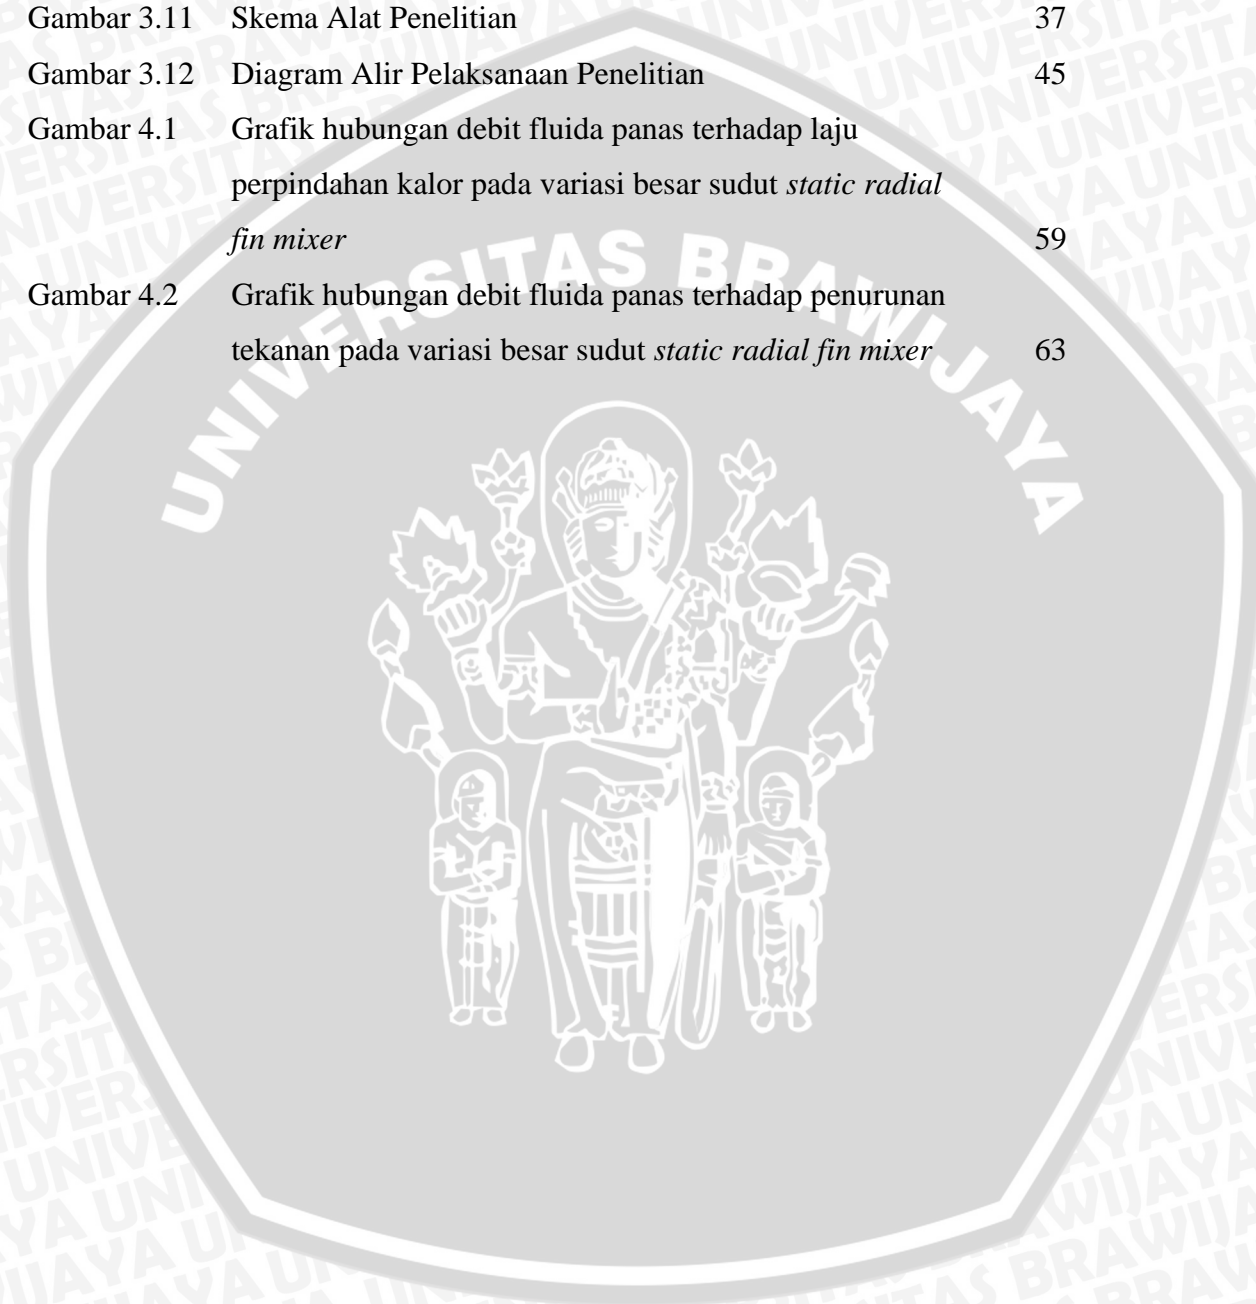 Gambar 3.11 Skema Alat Penelitian 37
Gambar 3.12 Diagram Alir Pelaksanaan Penelitian 45
Gambar 4.1 Grafik hubungan debit fluida panas terhadap laju
perpindahan kalor pada variasi besar sudut static radial
fin mixer 59
Gambar 4.2 Grafik hubungan debit fluida panas terhadap penurunan
tekanan pada variasi besar sudut static radial fin mixer 63
UNIVERSITAS BRAWIJAYA